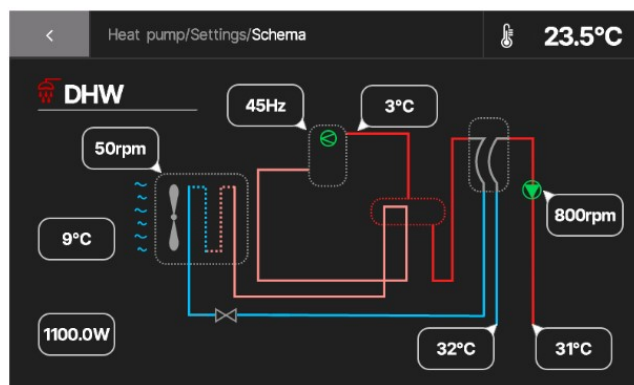 Heat pump/Settings/Schema
23.5°C
DHW
45Hz
3°C
50rpm
9°C
800rpm
1100.0W
32°C
31°C